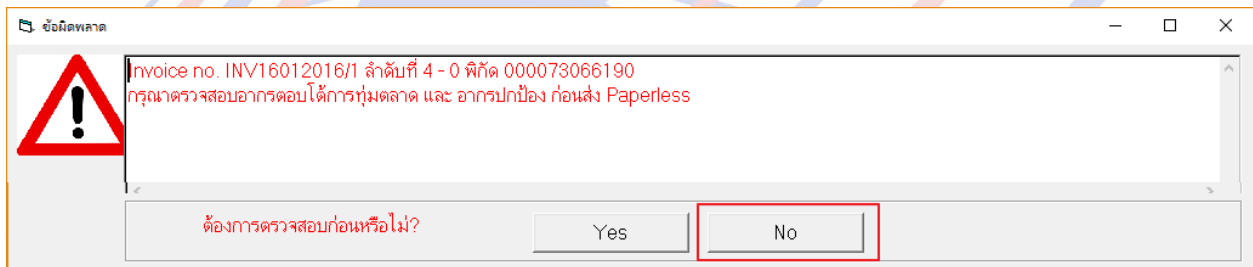 ข้อผิดพลาด
Invoice no. INV16012016/1 ลำดับที่ 4 - 0 พิกัด 000073066190
กรุณาตรวจสอบอากรตอบโต้การทุ่มตลาด และ อากรปกป้อง ก่อนส่ง Paperless
ต้องการตรวจสอบก่อนหรือไม่? Yes No